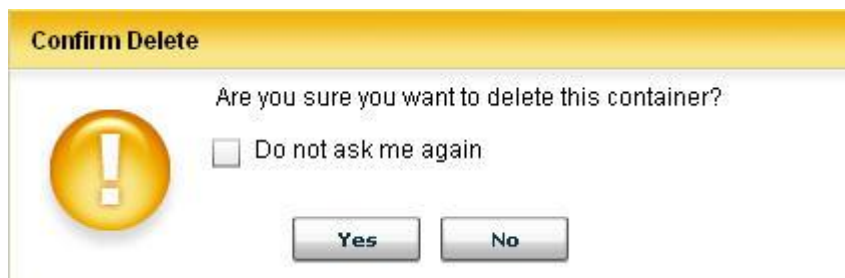 Confirm Delete
Are you sure you want to delete this container?
Do not ask me again
Yes No